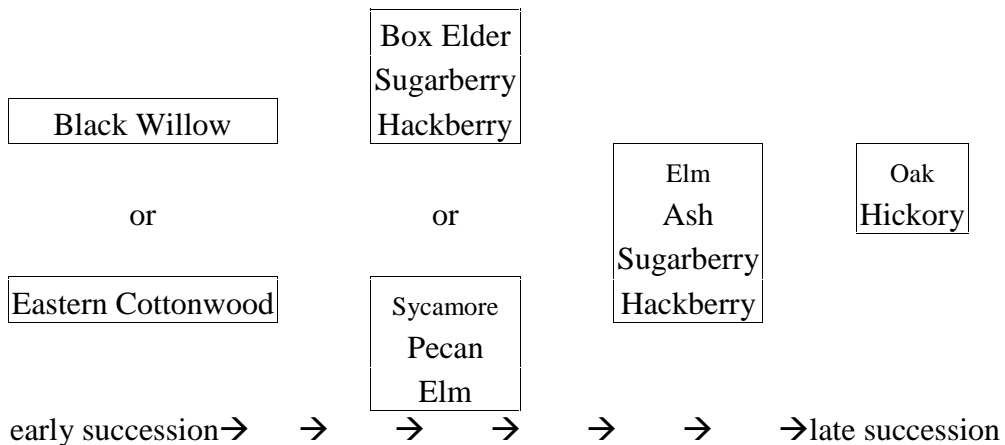 Black Willow
or
Eastern Cottonwood
Box Elder
Sugarberry
Hackberry
or
Sycamore
Pecan
Elm
Elm
Ash
Sugarberry
Hackberry
Oak
Hickory
early succession→ → → → → → →late succession